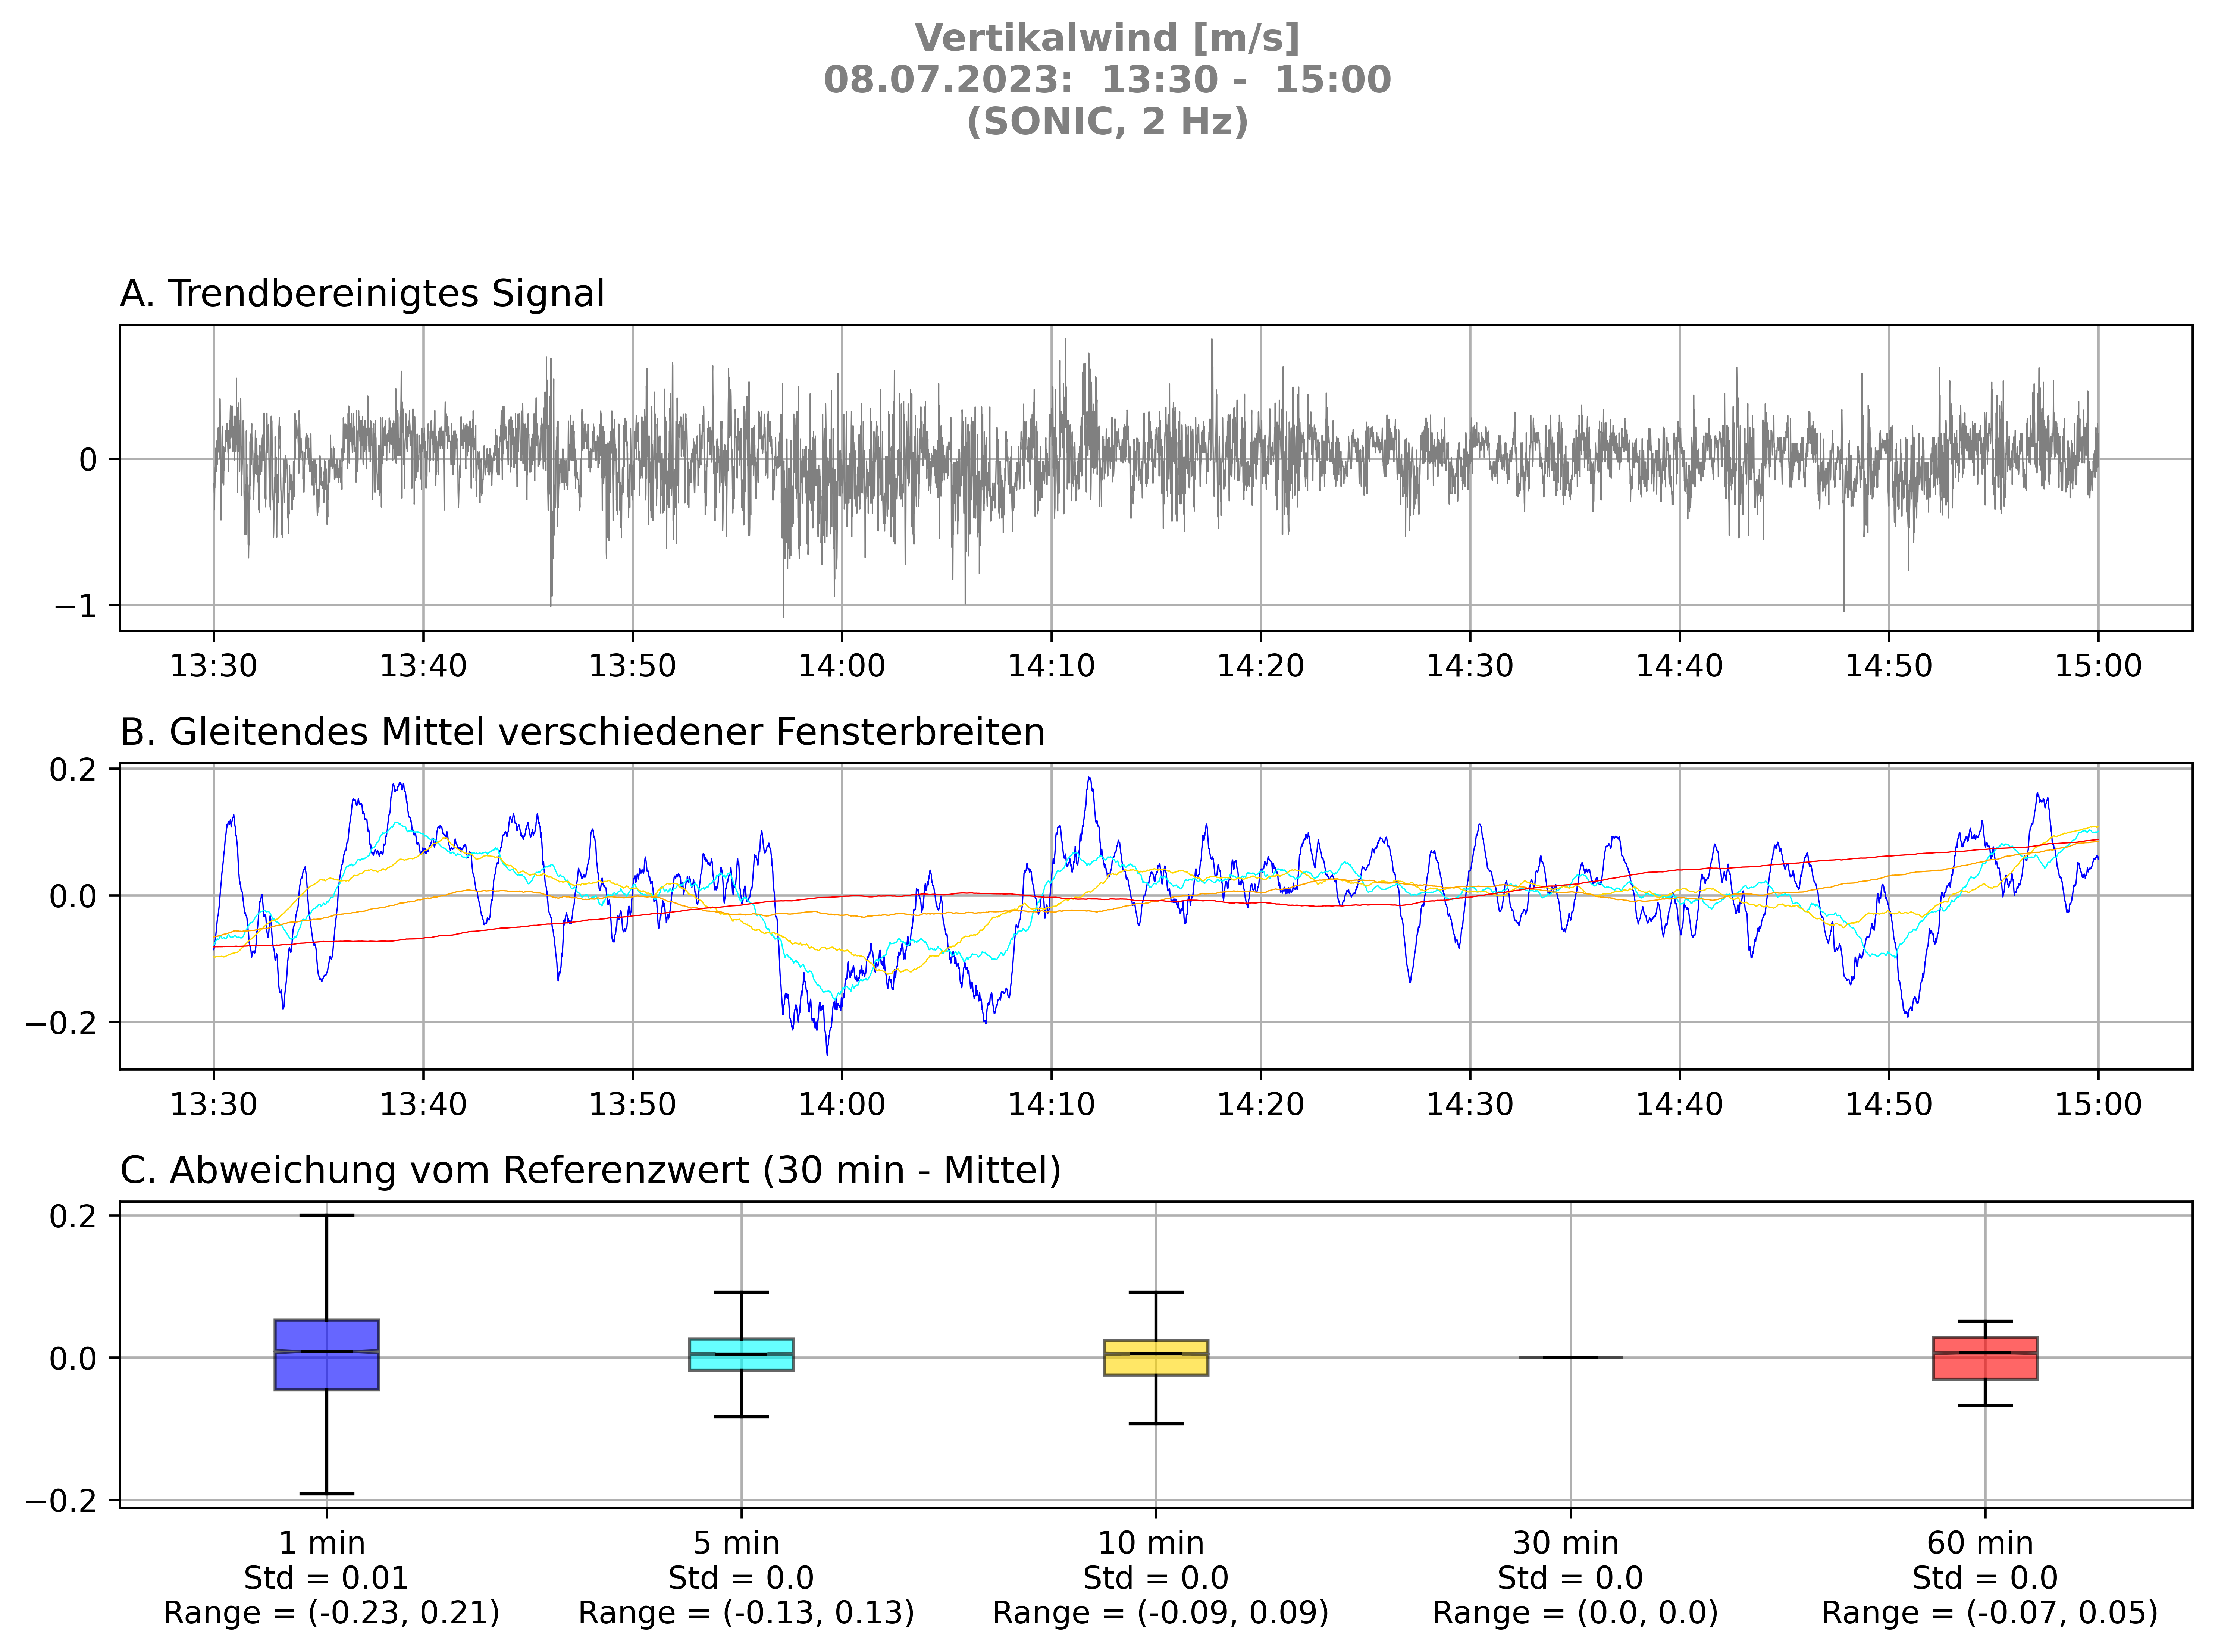 Vertikalwind [m/s]
08.07.2023:  13:30 -  15:00
(SONIC, 2 Hz)
A. Trendbereinigtes Signal
0
−1
13:30 13:40 13:50 14:00 14:10 14:20 14:30 14:40 14:50 15:00
B. Gleitendes Mittel verschiedener Fensterbreiten
0.2
0.0
−0.2
13:30 13:40 13:50 14:00 14:10 14:20 14:30 14:40 14:50 15:00
C. Abweichung vom Referenzwert (30 min - Mittel)
0.2
0.0
−0.2
1 min 5 min 10 min 30 min 60 min
Std = 0.01 Std = 0.0 Std = 0.0 Std = 0.0 Std = 0.0
Range = (-0.23, 0.21) Range = (-0.13, 0.13) Range = (-0.09, 0.09) Range = (0.0, 0.0) Range = (-0.07, 0.05)